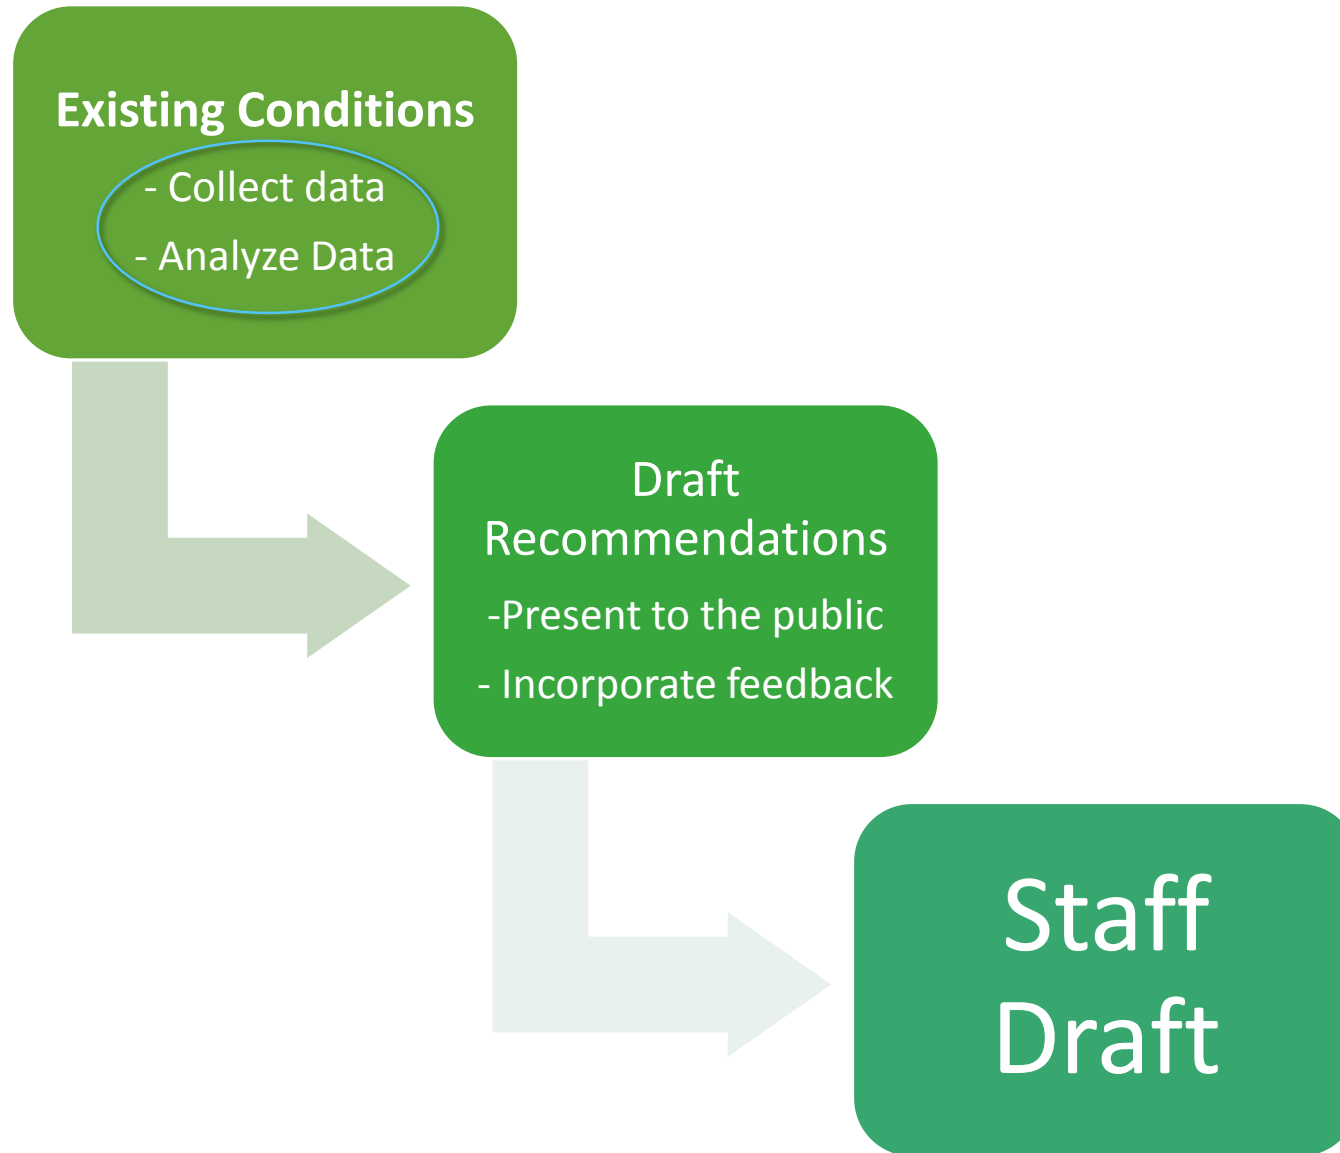 Existing Conditions
- Collect data
- Analyze Data
Draft
Recommendations
-Present to the public
- Incorporate feedback
Staff
Draft